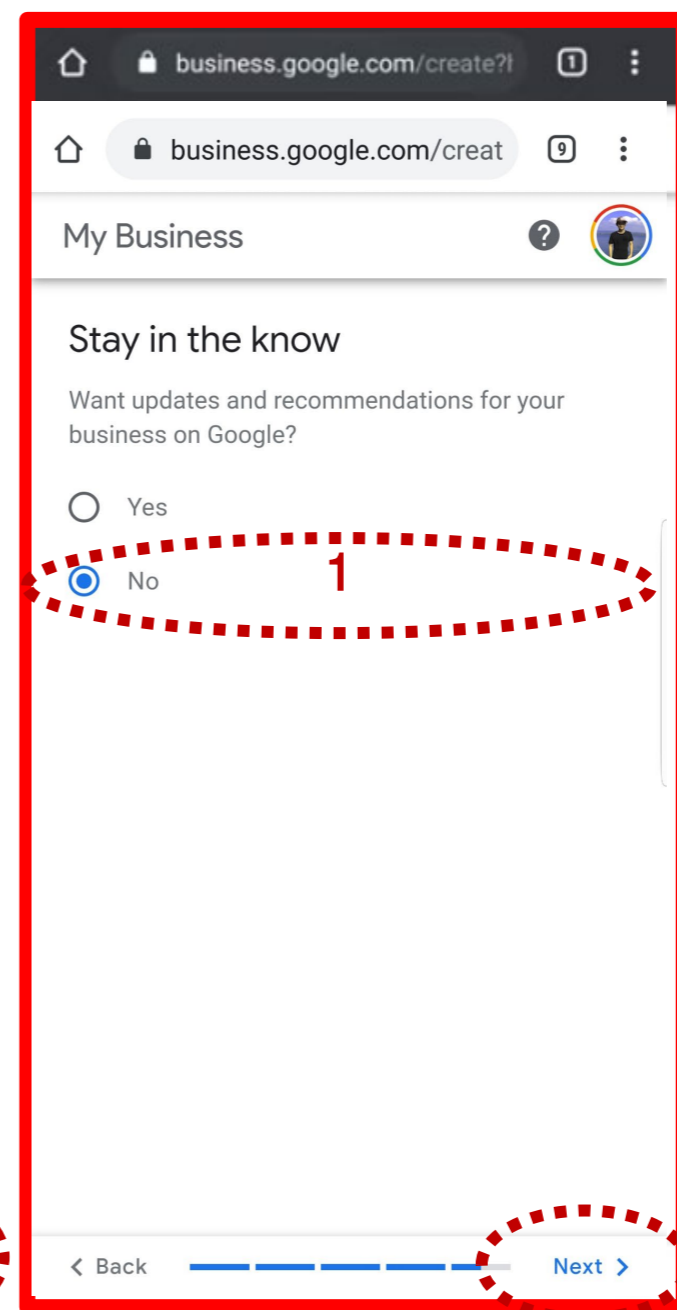 business.google.com/create?
1
business.google.com/creat
9
My Business
?
Stay in the know
Want updates and recommendations for your
business on Google?
Yes
No
1
Back
Next